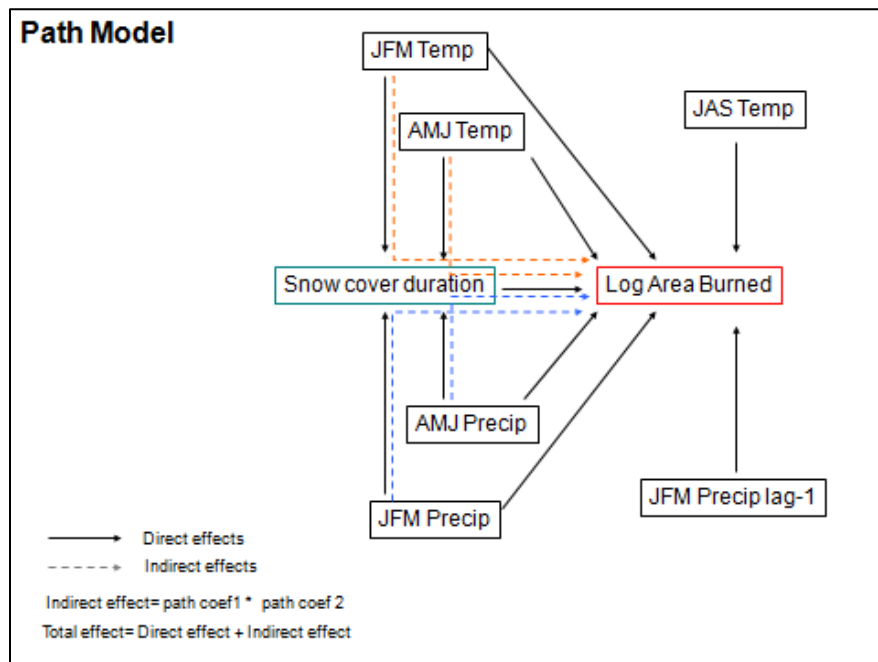 Path Model
JFM Temp
JAS Temp
AMJ Temp
Snow cover duration
Log Area Burned
AMJ Precip
JFM Precip lag-1
JFM Precip
Direct effects
Indirect effects
Indirect effect= path coef1 * path coef 2
Total effect= Direct effect + Indirect effect